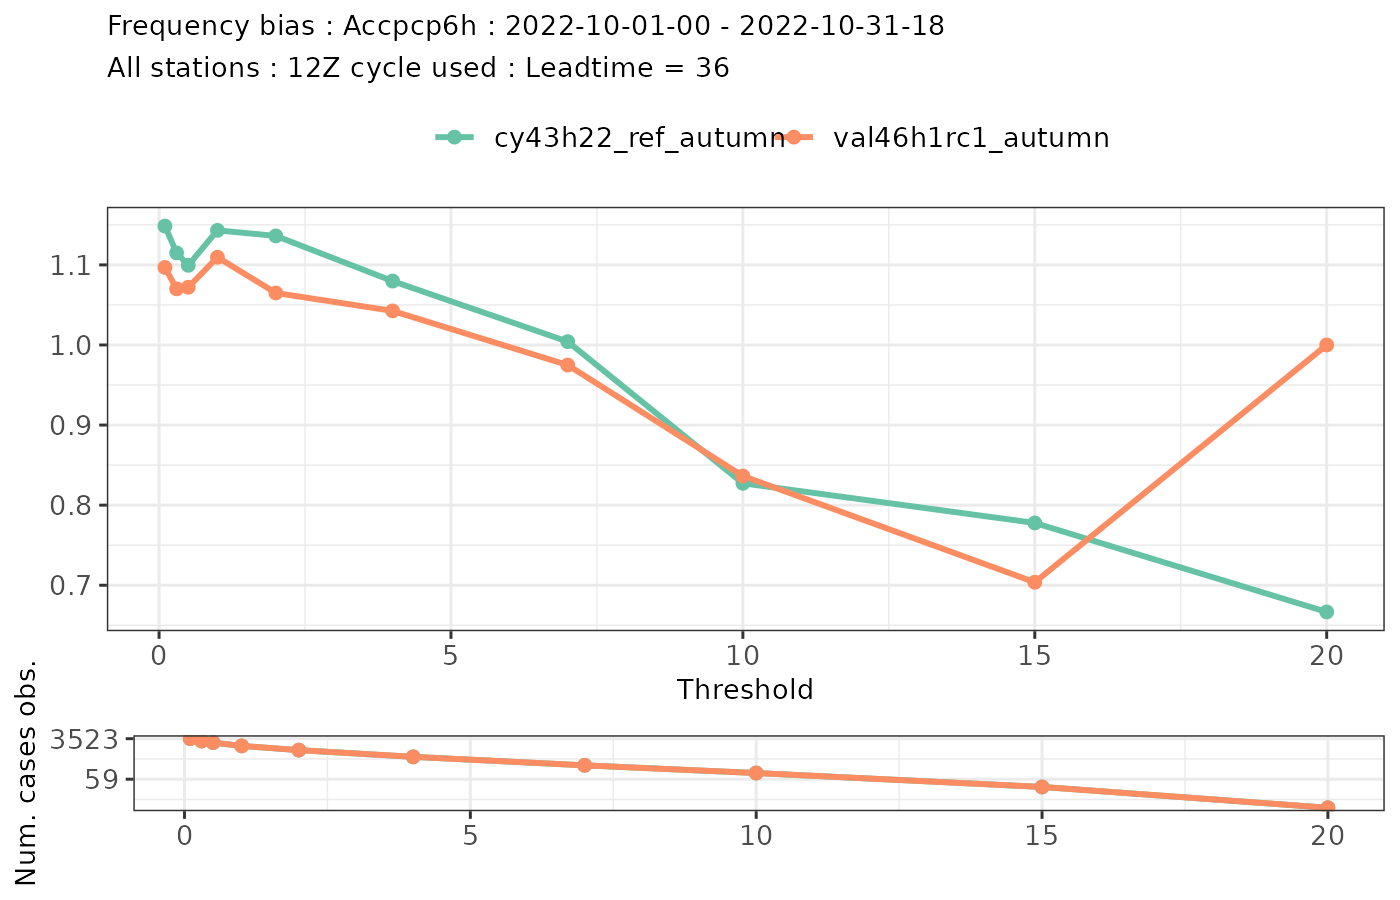 Frequency bias : Accpcp6h : 2022-10-01-00 - 2022-10-31-18
All stations : 12Z cycle used : Leadtime = 36
cy43h22_ref_autumn val46h1rc1_autumn
1.1
1.0
0.9
0.8
0.7
0 5 10 15 20
Threshold
Num. cases obs.
3523
59
0 5 10 15 20